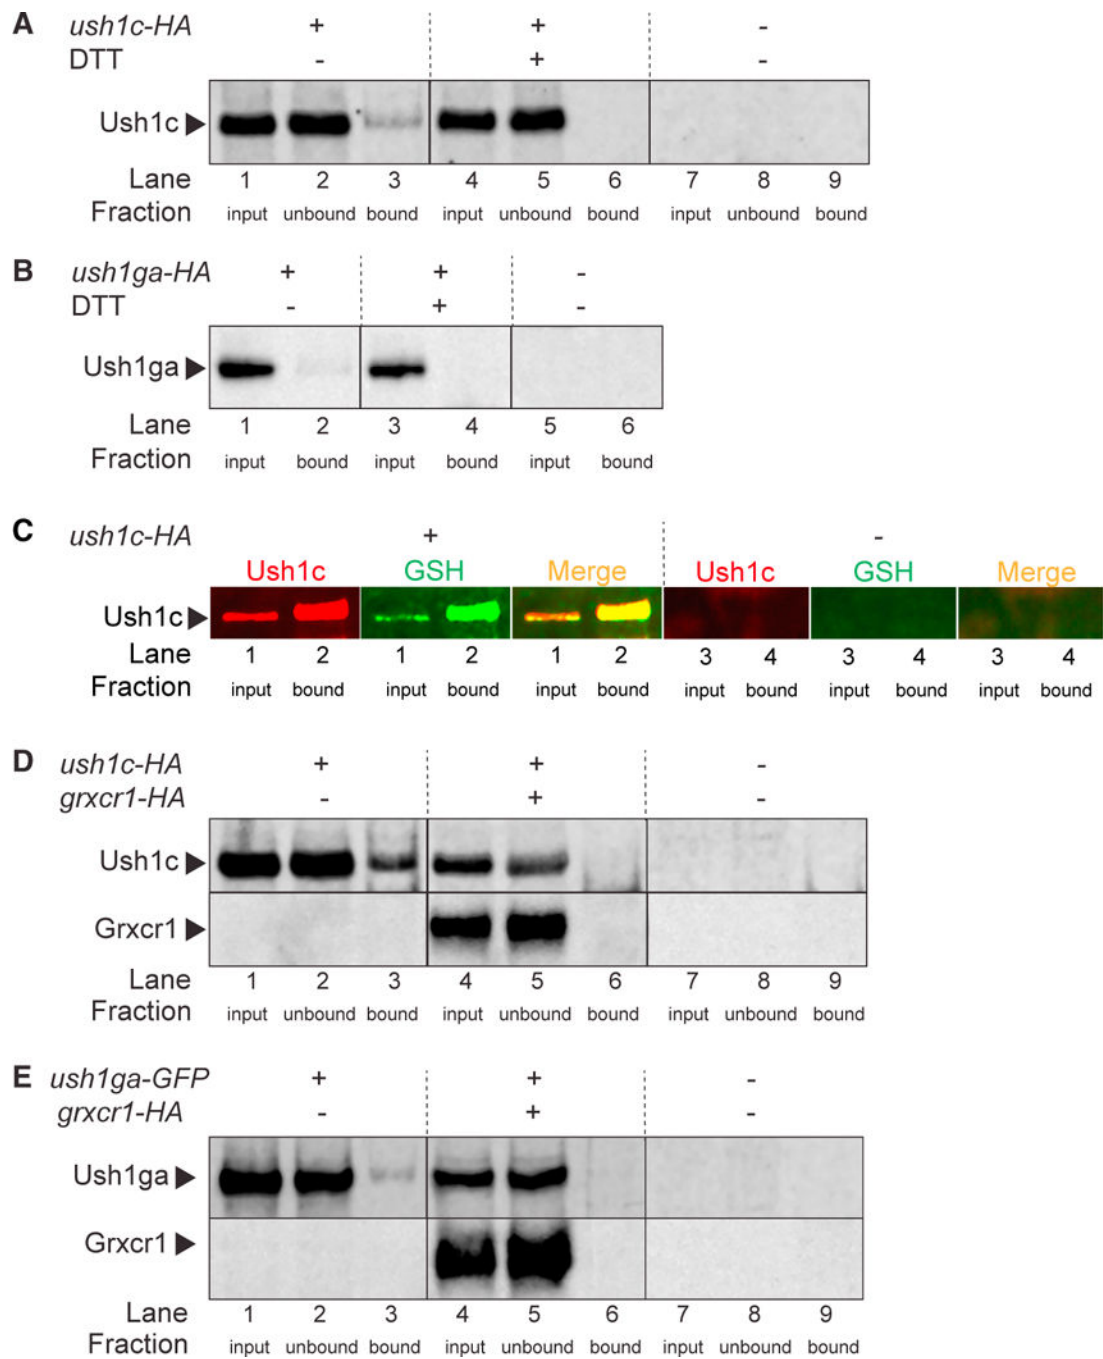 A ush1c-HA + + -
DTT - + -
Ush1c
Lane 1 2 3 4 5 6 7 8 9
Fraction input unbound bound input unbound bound input unbound bound
B ush1ga-HA + + -
DTT - + -
Ush1ga
Lane 1 2 3 4 5 6
Fraction input bound input bound input bound
C ush1c-HA + -
Ush1c GSH Merge Ush1c GSH Merge
Ush1c
Lane 1 2 1 2 1 2 3 4 3 4 3 4
Fraction input bound input bound input bound input bound input bound input bound
D ush1c-HA + + -
grxcr1-HA - + -
Ush1c
Grxcr1
Lane 1 2 3 4 5 6 7 8 9
Fraction input unbound bound input unbound bound input unbound bound
E ush1ga-GFP + + -
grxcr1-HA - + -
Ush1ga
Grxcr1
Lane 1 2 3 4 5 6 7 8 9
Fraction input unbound bound input unbound bound input unbound bound